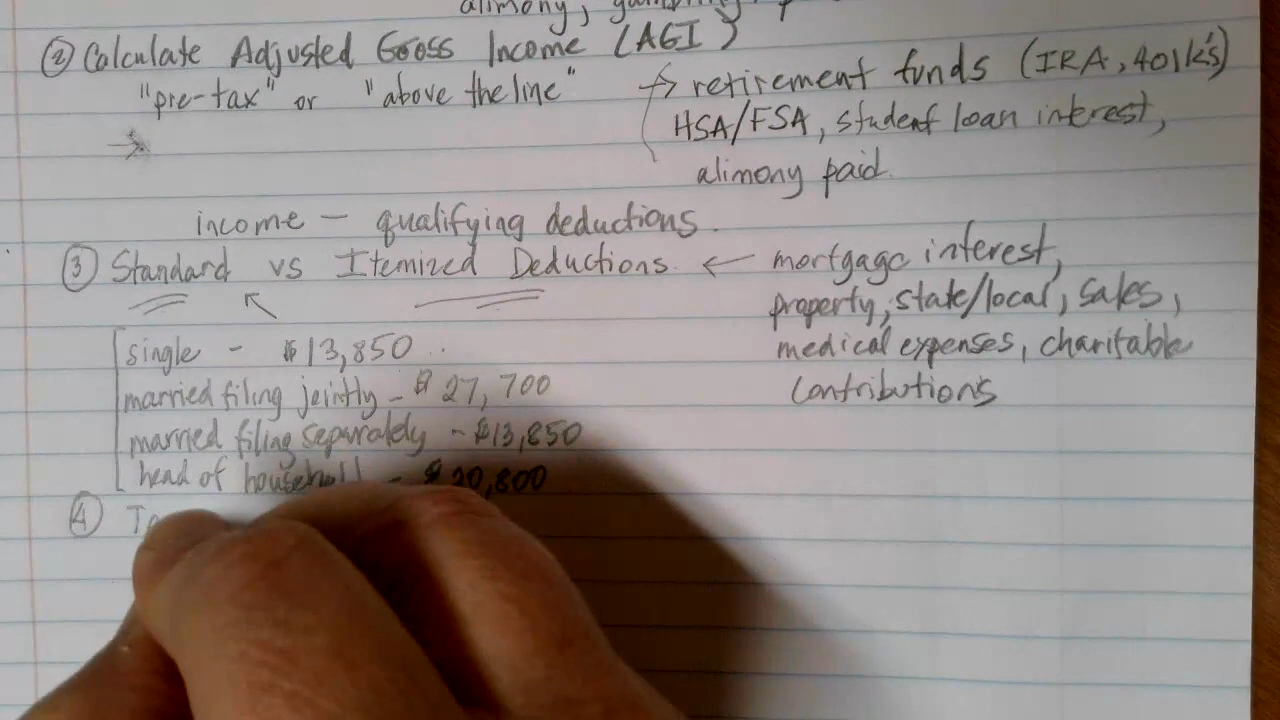 alimony,
② Calculate Adjusted Gross Income (AGI)
"pre-tax" or "above the line"
→ retirement funds (IRA, 401k's)
HSA/FSA, student loan interest,
alimony paid.
income - qualifying deductions.
③ Standard vs Itemized Deductions. ← mortgage interest,
property, state/local, sales,
medical expenses, charitable
contributions
single - $13,850
married filing jointly - $27,700
married filing separately - $13,850
head of household - $20,800
④